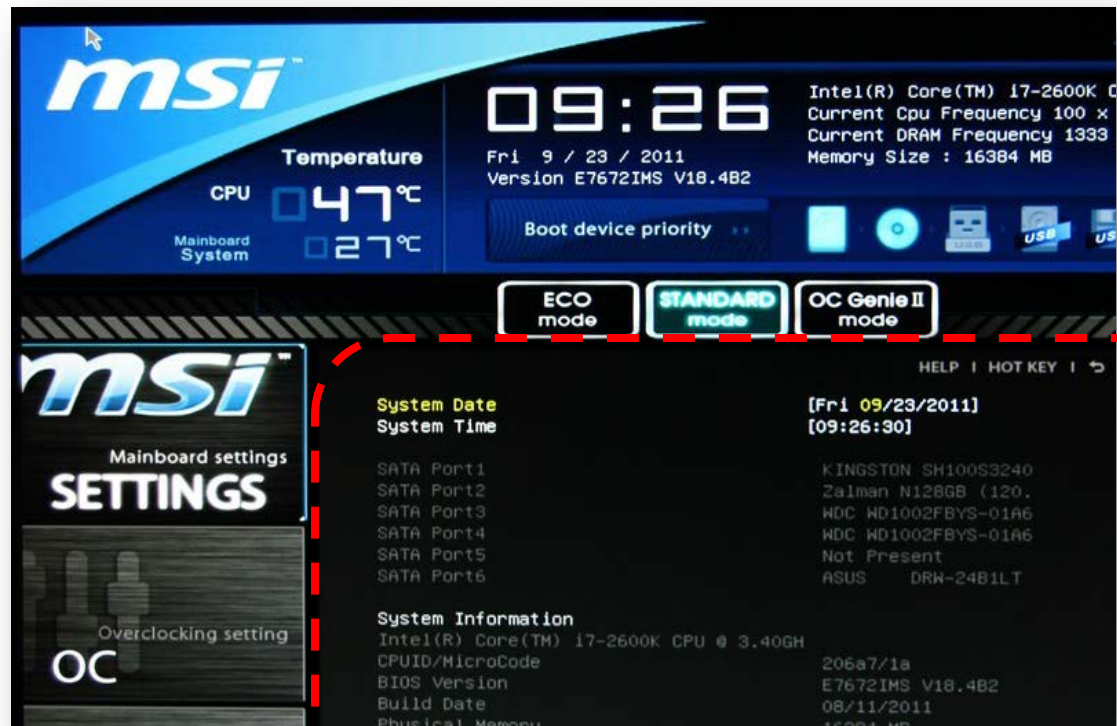 msi™
Temperature
CPU 47°C
Mainboard
System 27°C
09:26
Fri 9 / 23 / 2011
Version E7672IMS V18.4B2
Intel(R) Core(TM) i7-2600K
Current Cpu Frequency 100 x
Current DRAM Frequency 1333
Memory Size : 16384 MB
Boot device priority
USB
USB
ECO
mode
STANDARD
mode
OC Genie II
mode
msi™
Mainboard settings
SETTINGS
Overclocking setting
OC
HELP | HOT KEY |
System Date [Fri 09/23/2011]
System Time [09:26:30]
SATA Port1 KINGSTON SH100S3240
SATA Port2 Zalman N128GB (120.
SATA Port3 WDC WD1002FBYS-01A6
SATA Port4 WDC WD1002FBYS-01A6
SATA Port5 Not Present
SATA Port6 ASUS DRW-24B1LT
System Information
Intel(R) Core(TM) i7-2600K CPU @ 3.40GH
CPUID/MicroCode 206a7/1a
BIOS Version E7672IMS V18.4B2
Build Date 08/11/2011
Physical Memory 16384 MB